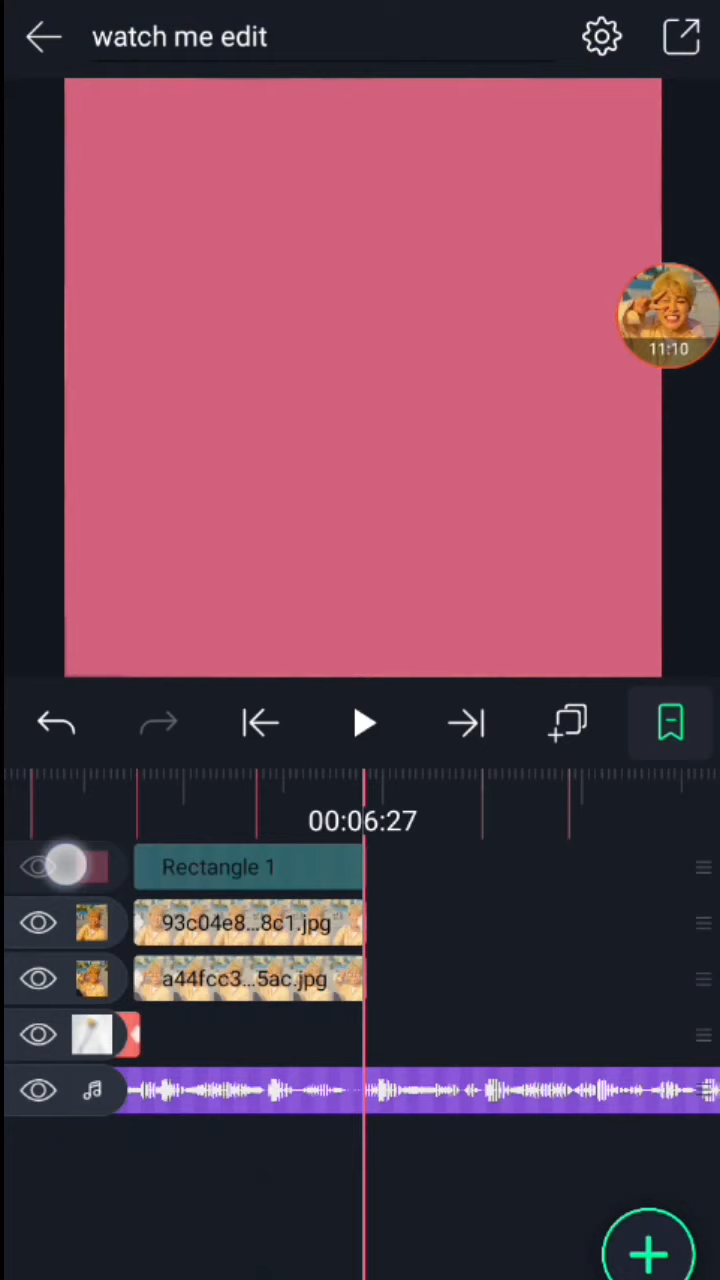 watch me edit
11:10
00:06:27
Rectangle 1
93c04e8...8c1.jpg
a44fcc3...5ac.jpg